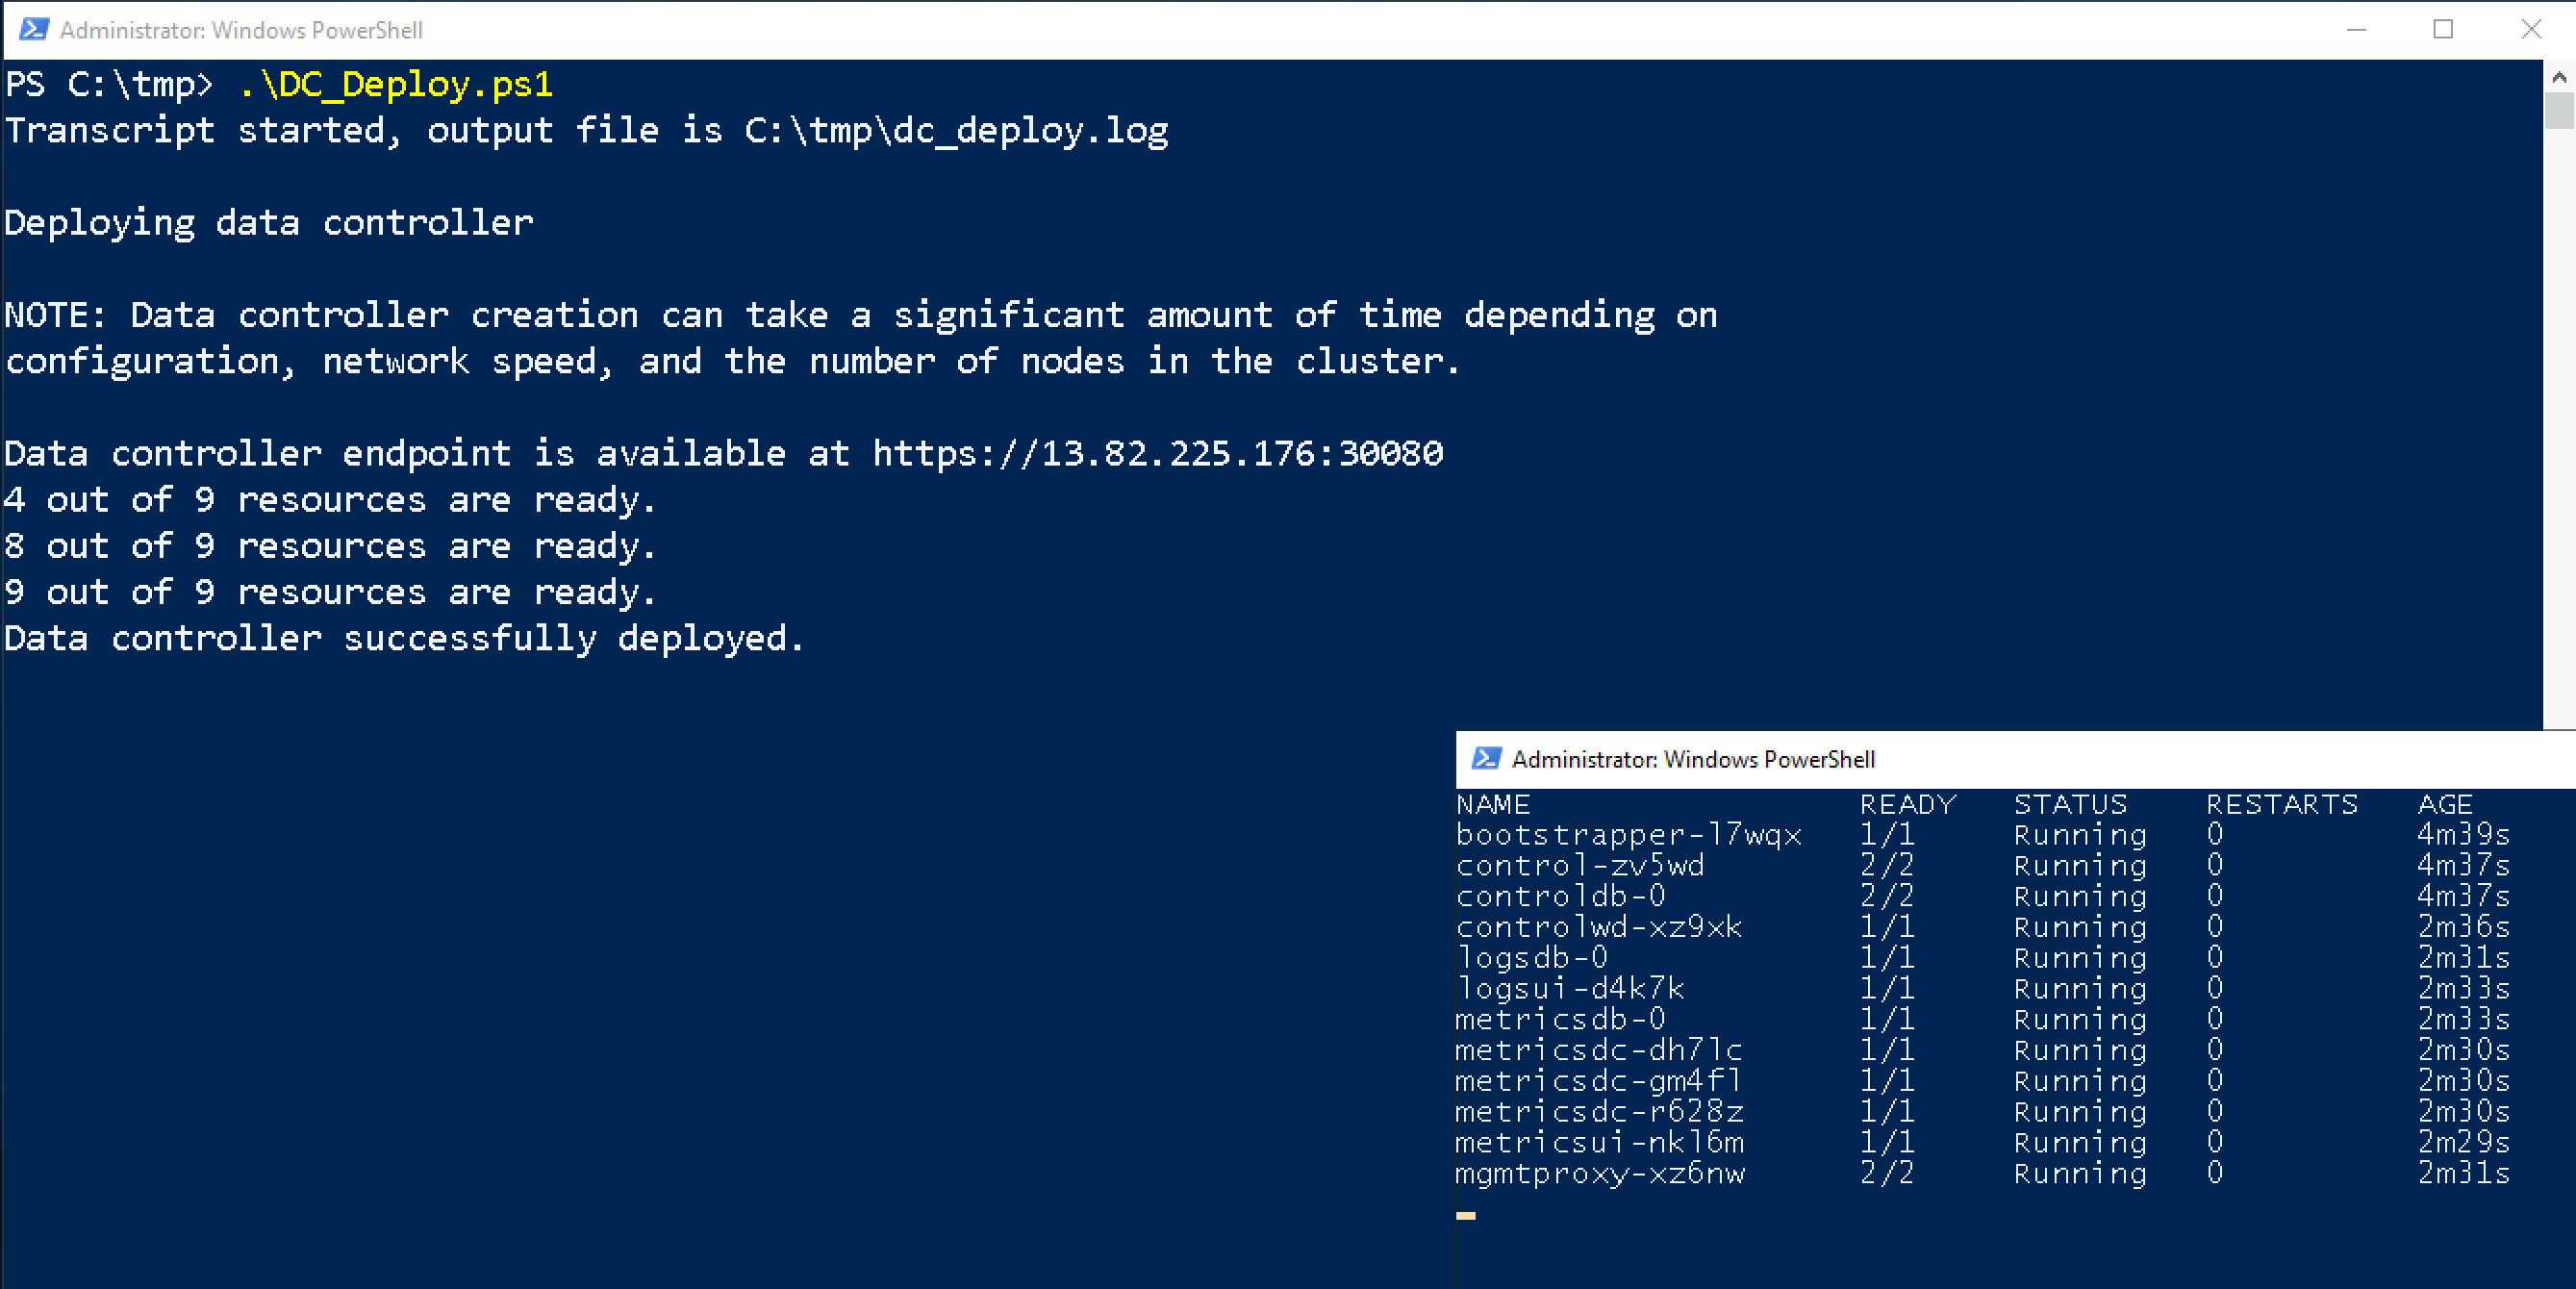 Administrator: Windows PowerShell
PS C:\tmp> .\DC_Deploy.ps1
Transcript started, output file is C:\tmp\dc_deploy.log
Deploying data controller
NOTE: Data controller creation can take a significant amount of time depending on
configuration, network speed, and the number of nodes in the cluster.
Data controller endpoint is available at https://13.82.225.176:30080
4 out of 9 resources are ready.
8 out of 9 resources are ready.
9 out of 9 resources are ready.
Data controller successfully deployed.
Administrator: Windows PowerShell
NAME READY STATUS RESTARTS AGE
bootstrapper-l7wqx 1/1 Running 0 4m39s
control-zv5wd 2/2 Running 0 4m37s
controldb-0 2/2 Running 0 4m37s
controlwd-xz9xk 1/1 Running 0 2m36s
logsdb-0 1/1 Running 0 2m31s
logsui-d4k7k 1/1 Running 0 2m33s
metricsdb-0 1/1 Running 0 2m33s
metricsdc-dh7lc 1/1 Running 0 2m30s
metricsdc-gm4fl 1/1 Running 0 2m30s
metricsdc-r628z 1/1 Running 0 2m30s
metricsui-nkl6m 1/1 Running 0 2m29s
mgmtproxy-xz6nw 2/2 Running 0 2m31s